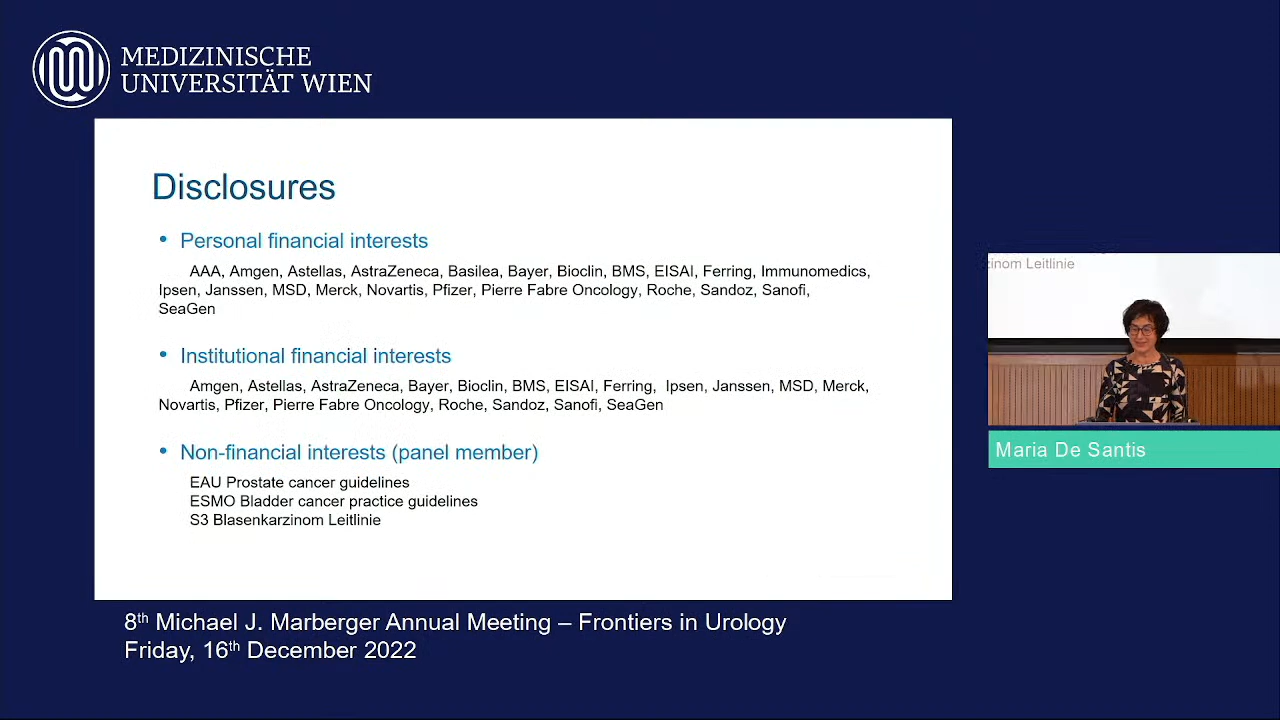 MEDIZINISCHE
UNIVERSITÄT WIEN
Disclosures
• Personal financial interests
AAA, Amgen, Astellas, AstraZeneca, Basilea, Bayer, Bioclin, BMS, EISAI, Ferring, Immunomedics,
Ipsen, Janssen, MSD, Merck, Novartis, Pfizer, Pierre Fabre Oncology, Roche, Sandoz, Sanofi,
SeaGen
• Institutional financial interests
Amgen, Astellas, AstraZeneca, Bayer, Bioclin, BMS, EISAI, Ferring, Ipsen, Janssen, MSD, Merck,
Novartis, Pfizer, Pierre Fabre Oncology, Roche, Sandoz, Sanofi, SeaGen
• Non-financial interests (panel member)
EAU Prostate cancer guidelines
ESMO Bladder cancer practice guidelines
S3 Blasenkarzinom Leitlinie
zinom Leitlinie
Maria De Santis
8th Michael J. Marberger Annual Meeting – Frontiers in Urology
Friday, 16th December 2022